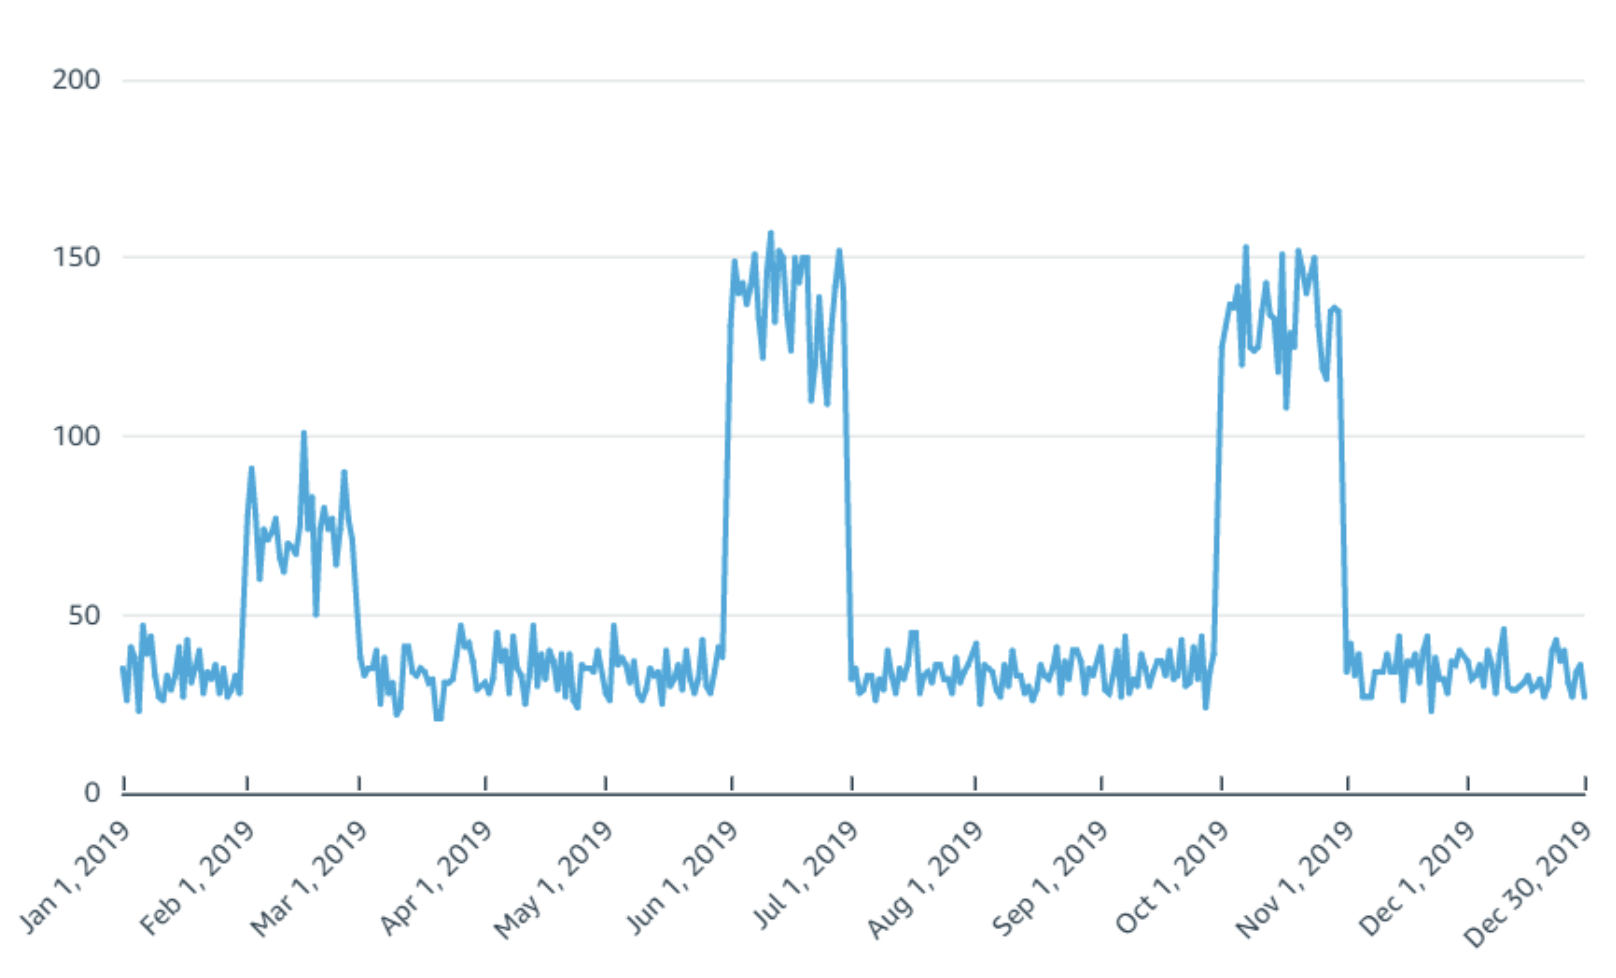 200
150
100
50
0
Jan 1, 2019
Feb 1, 2019
Mar 1, 2019
Apr 1, 2019
May 1, 2019
Jun 1, 2019
Jul 1, 2019
Aug 1, 2019
Sep 1, 2019
Oct 1, 2019
Nov 1, 2019
Dec 1, 2019
Dec 30, 2019